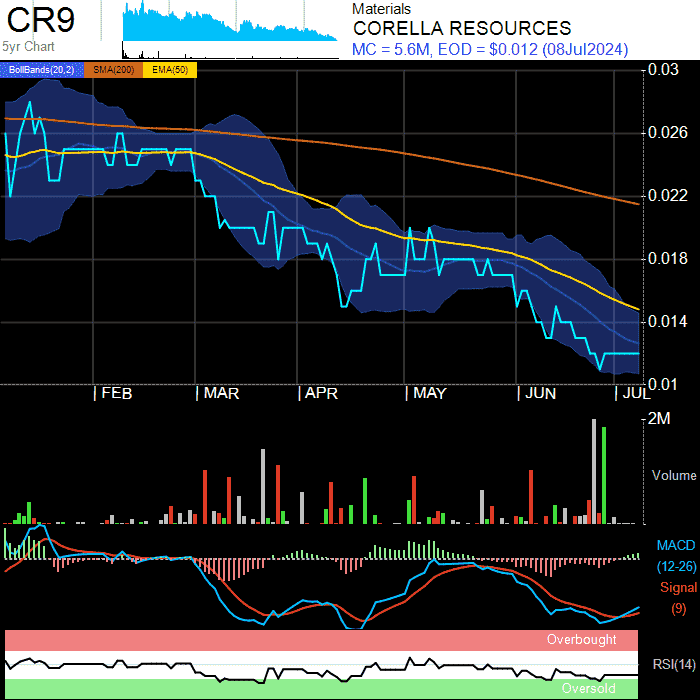 CR9
5yr Chart
Materials
CORELLA RESOURCES
MC = 5.6M, EOD = $0.012 (08Jul2024)
BollBands(20,2) SMA(200) EMA(50)
0.03
0.026
0.022
0.018
0.014
0.01
| FEB | MAR | APR | MAY | JUN | JUL
2M
Volume
MACD
(12-26)
Signal
(9)
Overbought
RSI(14)
Oversold